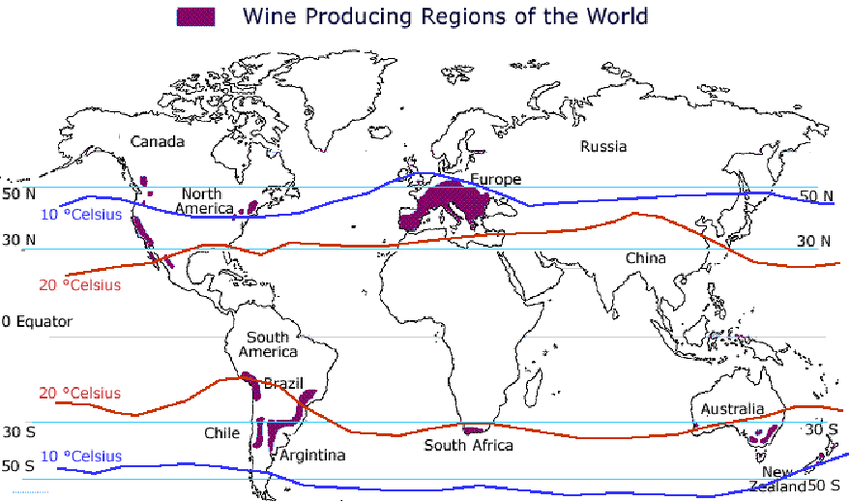 Wine Producing Regions of the World
Canada
Russia
Europe
50 N
North
America
50 N
10 °Celsius
30 N
30 N
China
20 °Celsius
0 Equator
South
America
Brazil
20 °Celsius
Australia
Chile
30 S
30 S
South Africa
Argintina
10 °Celsius
50 S
New
Zealand
50 S